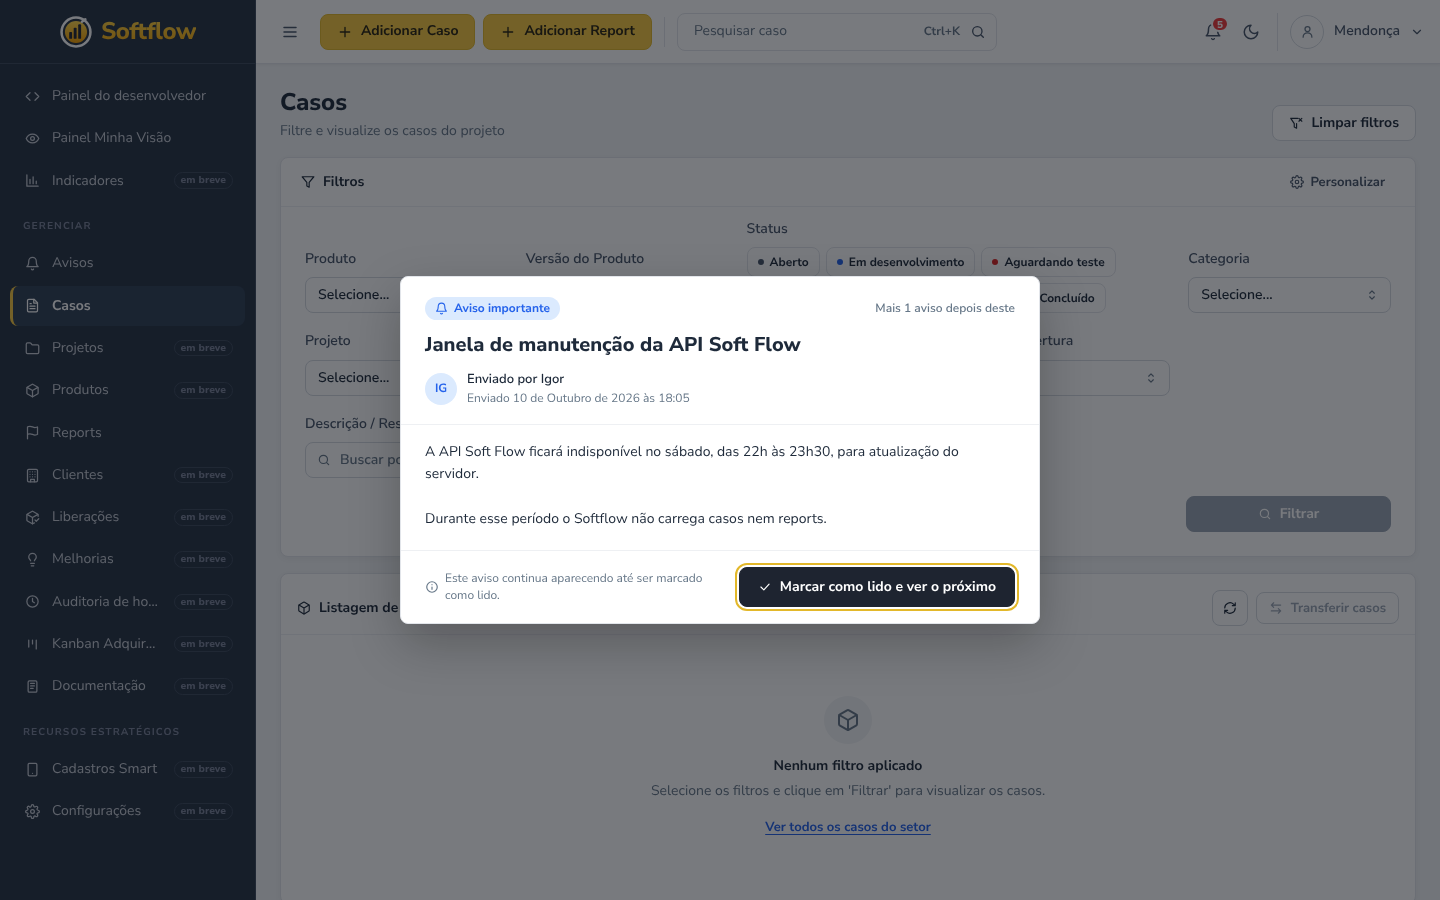 Softflow
Adicionar Caso
Adicionar Report
Pesquisar caso
Ctrl+K
5
Mendonça
Painel do desenvolvedor
Painel Minha Visão
Indicadores
em breve
GERENCIAR
Avisos
Casos
Projetos
em breve
Produtos
em breve
Reports
Clientes
em breve
Liberações
em breve
Melhorias
em breve
Auditoria de ho...
em breve
Kanban Adquir...
em breve
Documentação
em breve
RECURSOS ESTRATÉGICOS
Cadastros Smart
em breve
Configurações
em breve
Casos
Filtre e visualize os casos do projeto
Limpar filtros
Filtros
Personalizar
Status
Produto
Versão do Produto
Aberto
Em desenvolvimento
Aguardando teste
Categoria
Selecione...
Concluído
Selecione...
Projeto
Selecione...
Descrição / Res
Filtrar
Aviso importante
Mais 1 aviso depois deste
Janela de manutenção da API Soft Flow
IG
Enviado por Igor
Enviado 10 de Outubro de 2026 às 18:05
A API Soft Flow ficará indisponível no sábado, das 22h às 23h30, para atualização do
servidor.
Durante esse período o Softflow não carrega casos nem reports.
Este aviso continua aparecendo até ser marcado
como lido.
Marcar como lido e ver o próximo
Listagem de
Transferir casos
Nenhum filtro aplicado
Selecione os filtros e clique em 'Filtrar' para visualizar os casos.
Ver todos os casos do setor